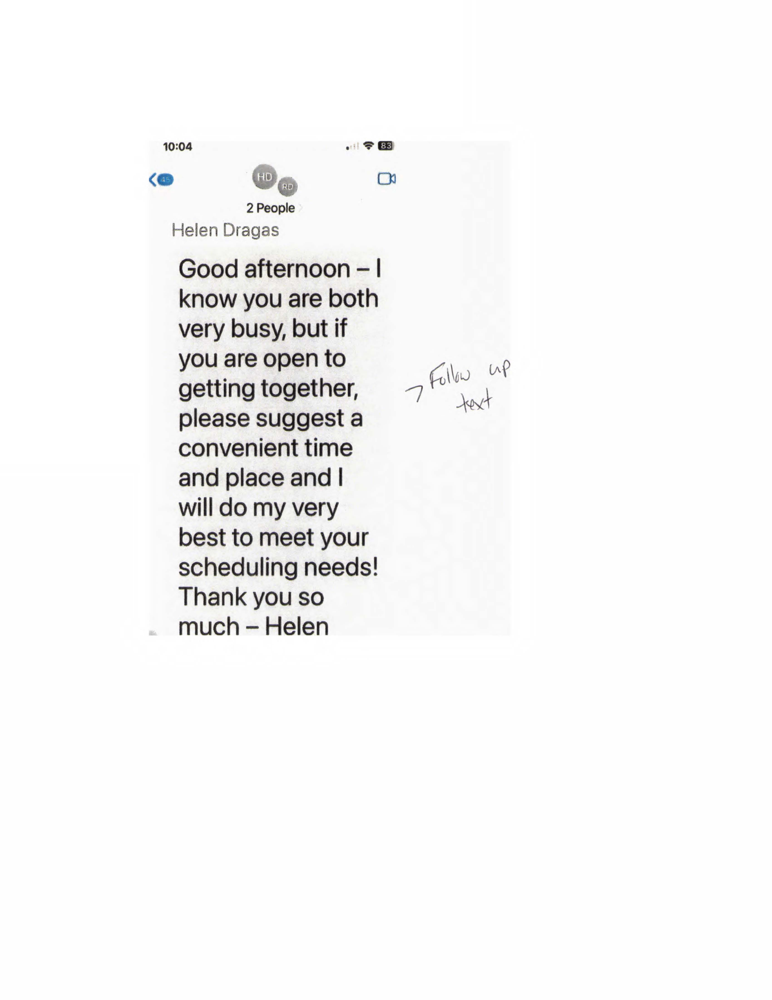 10:04
83
45
HD
RD
2 People
Helen Dragas
Good afternoon – I
know you are both
very busy, but if
you are open to
getting together,
please suggest a
convenient time
and place and I
will do my very
best to meet your
scheduling needs!
Thank you so
much – Helen
Follow up
text